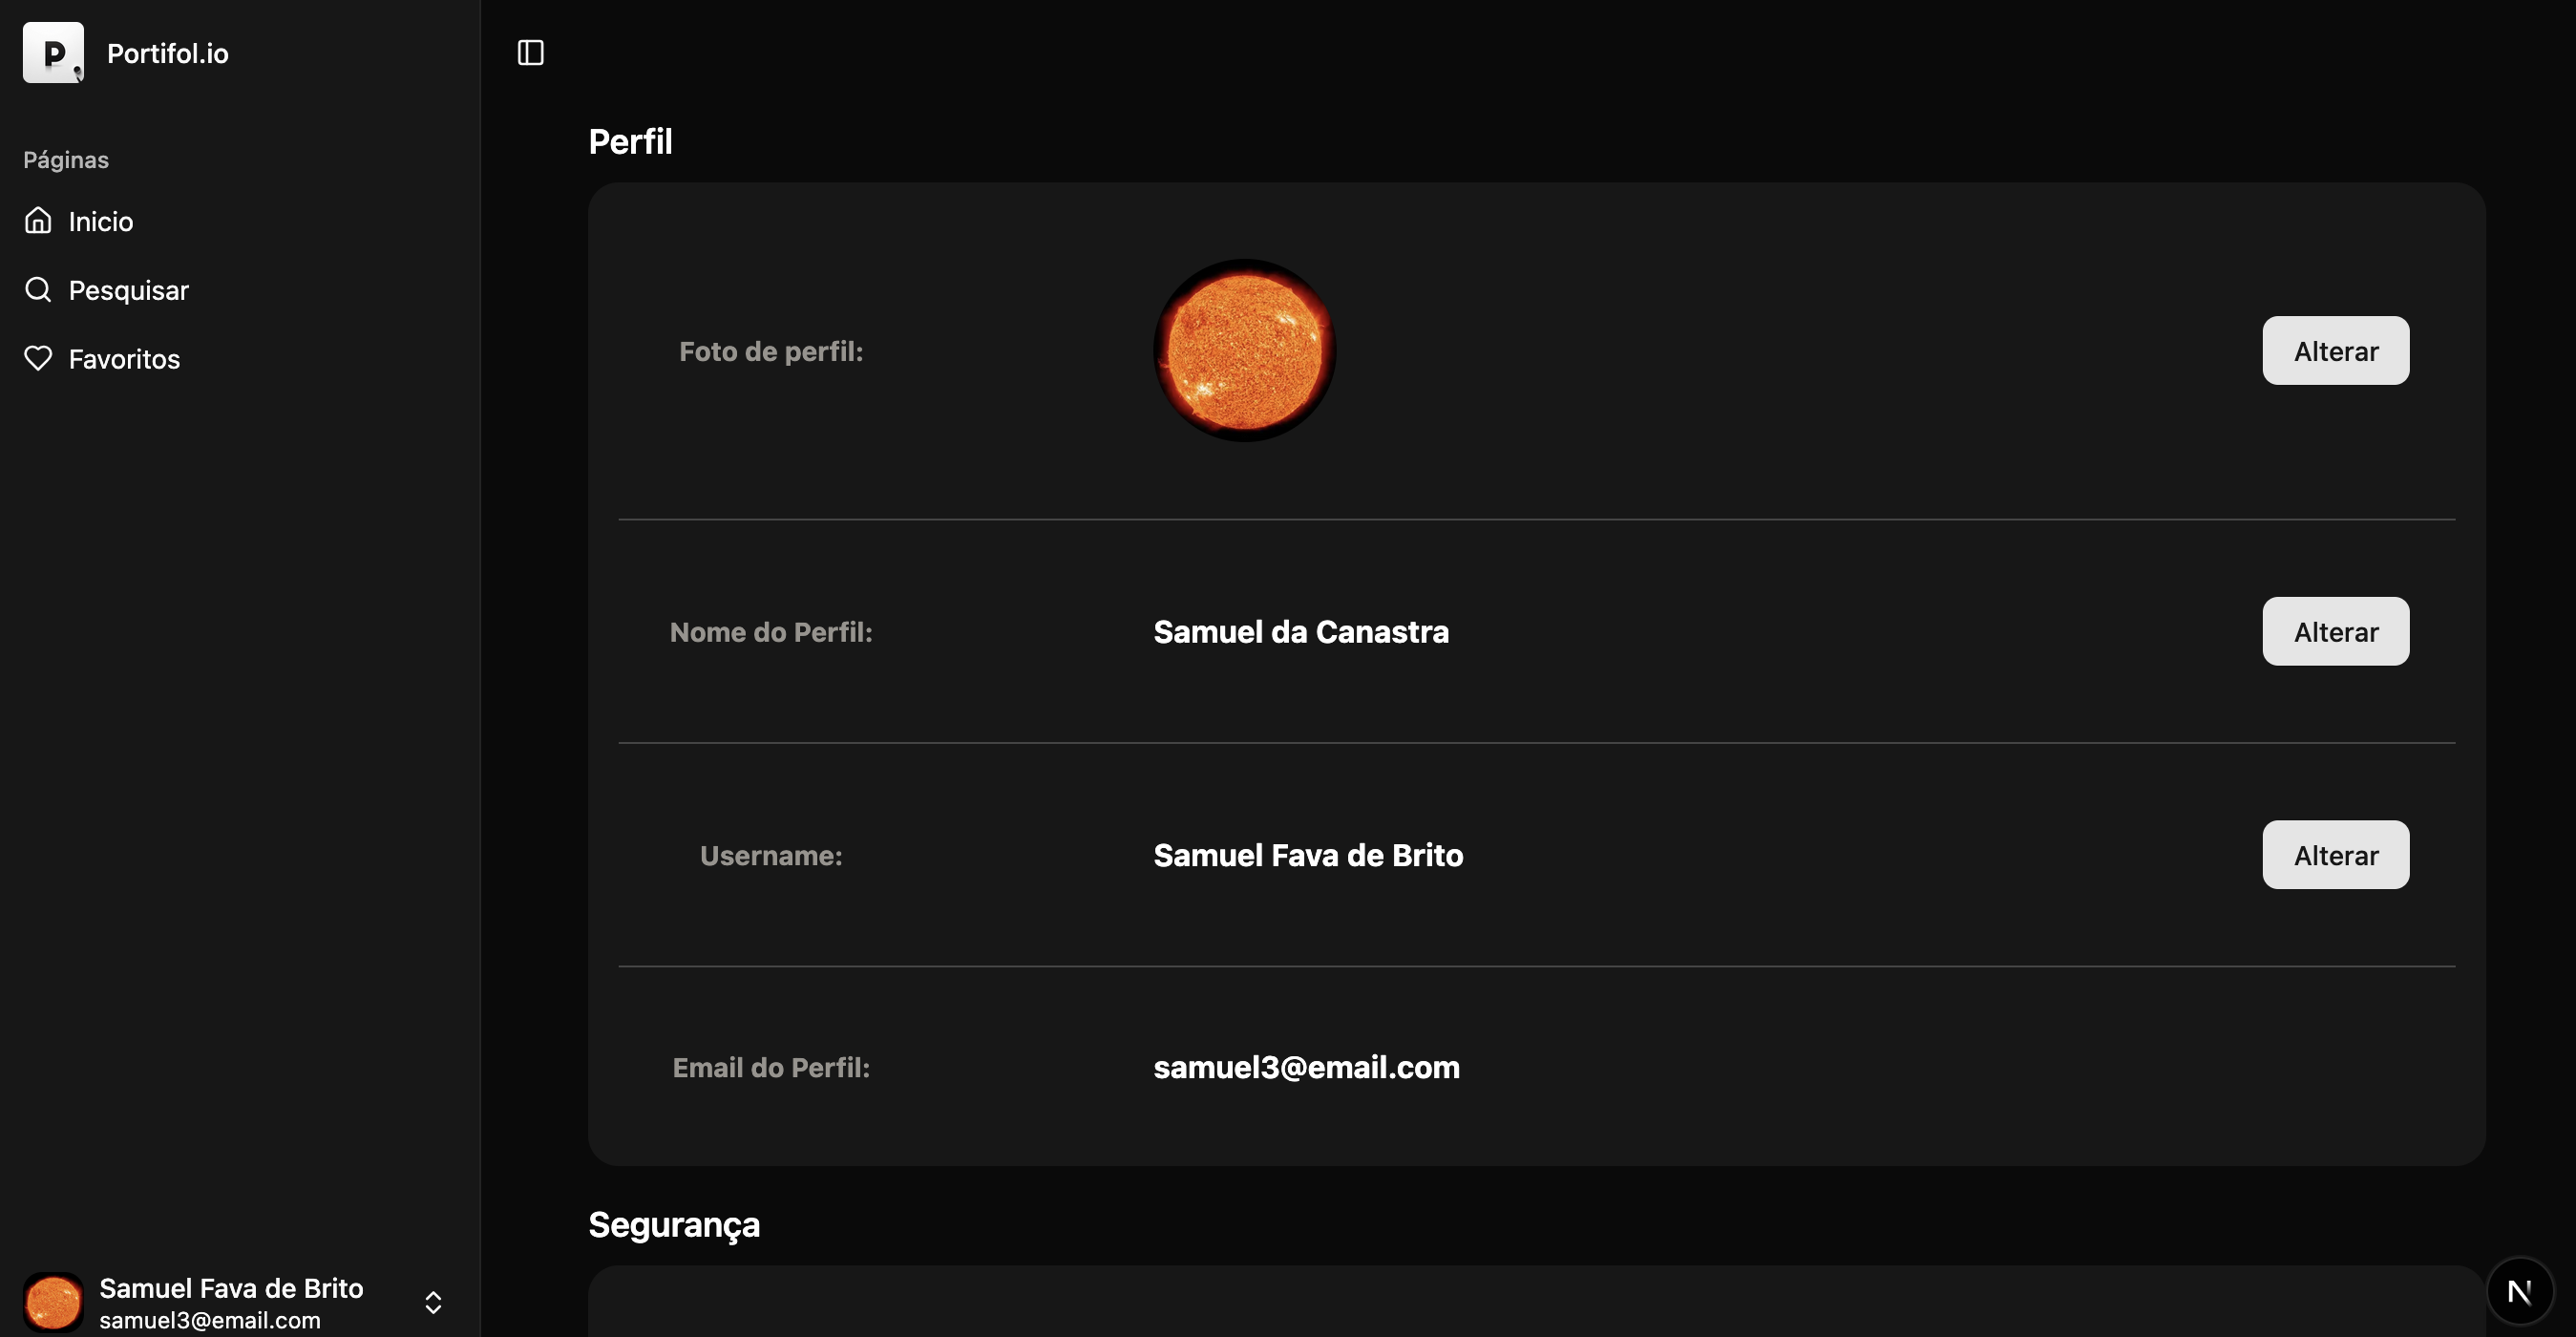 P.
Portifol.io
Páginas
Inicio
Pesquisar
Favoritos
Samuel Fava de Brito
samuel3@email.com
Perfil
Foto de perfil:
Alterar
Nome do Perfil:
Samuel da Canastra
Alterar
Username:
Samuel Fava de Brito
Alterar
Email do Perfil:
samuel3@email.com
Segurança
N